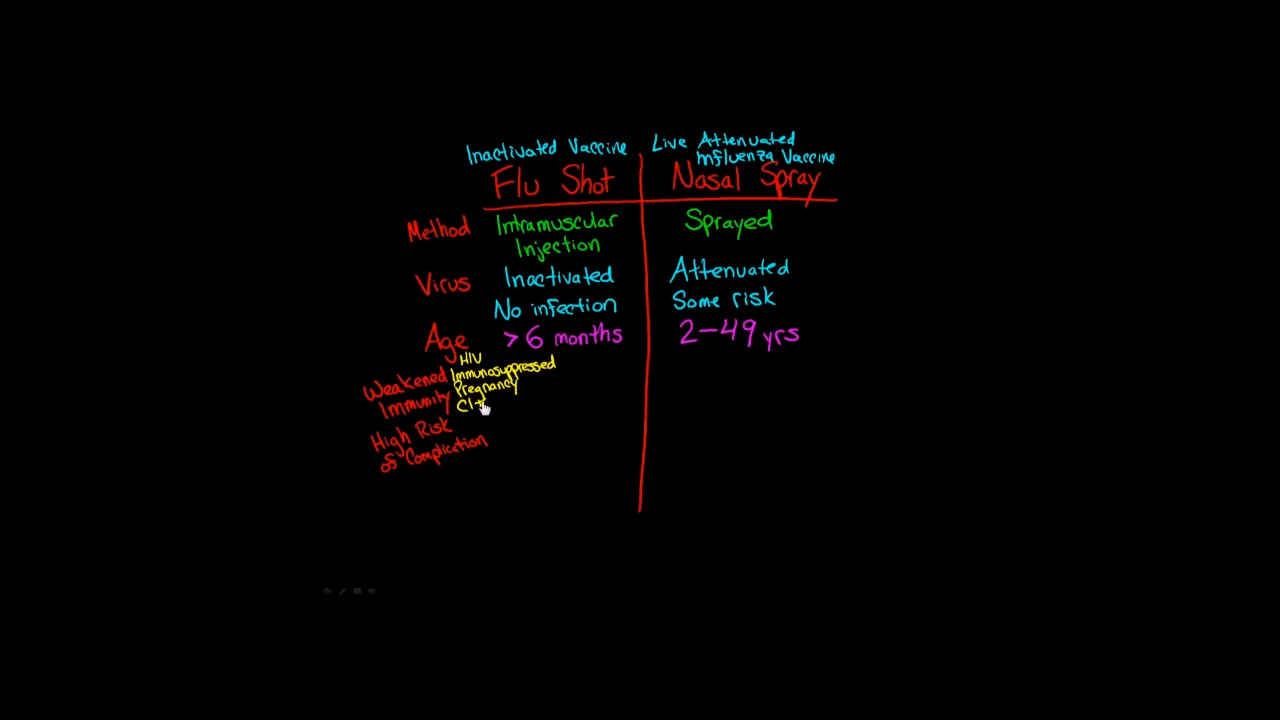 Inactivated Vaccine
Live Attenuated
Influenza Vaccine
Flu Shot
Nasal Spray
Method
Intramuscular
Injection
Sprayed
Virus
Inactivated
Attenuated
No infection
Some risk
Age
> 6 months
2-49 yrs
HIV
Weakened
Immunosuppressed
Immunity
Pregnancy
High Risk
of Complication